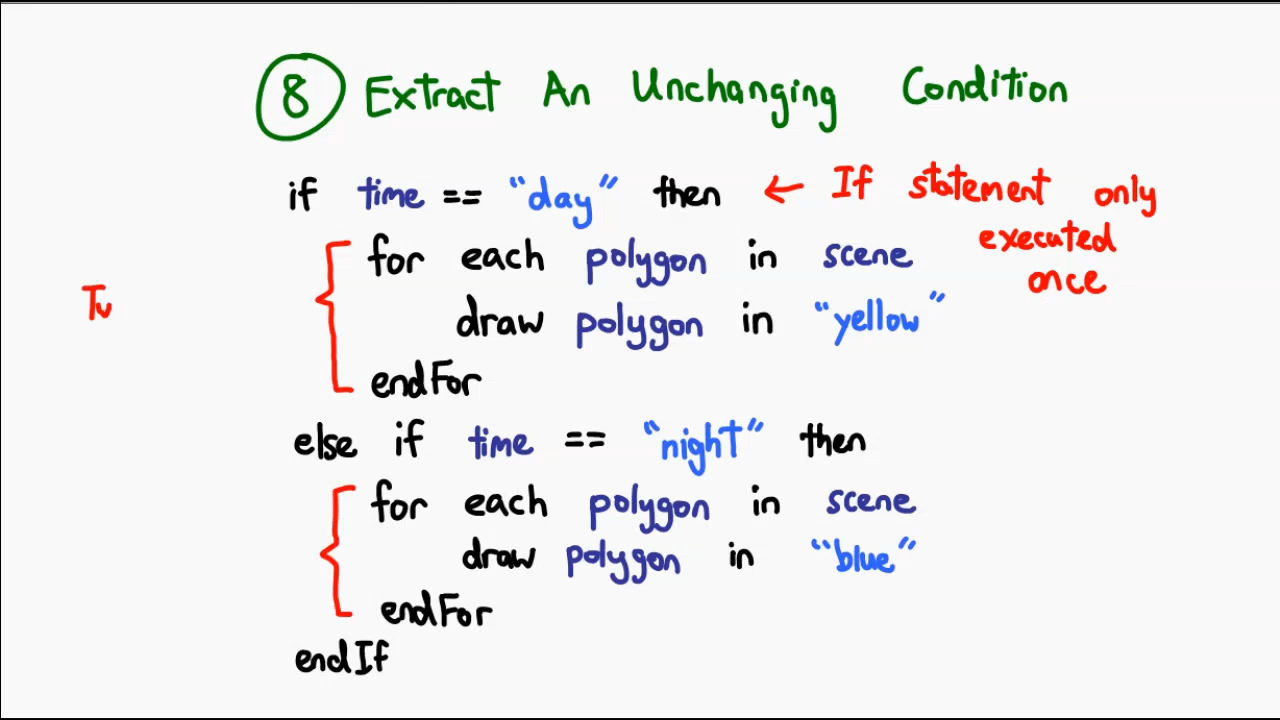 8 Extract An Unchanging Condition
if time == "day" then ← If statement only
executed
once
for each polygon in scene
Tw
draw polygon in "yellow"
endFor
else if time == "night" then
for each polygon in scene
draw polygon in "blue"
endFor
endIf